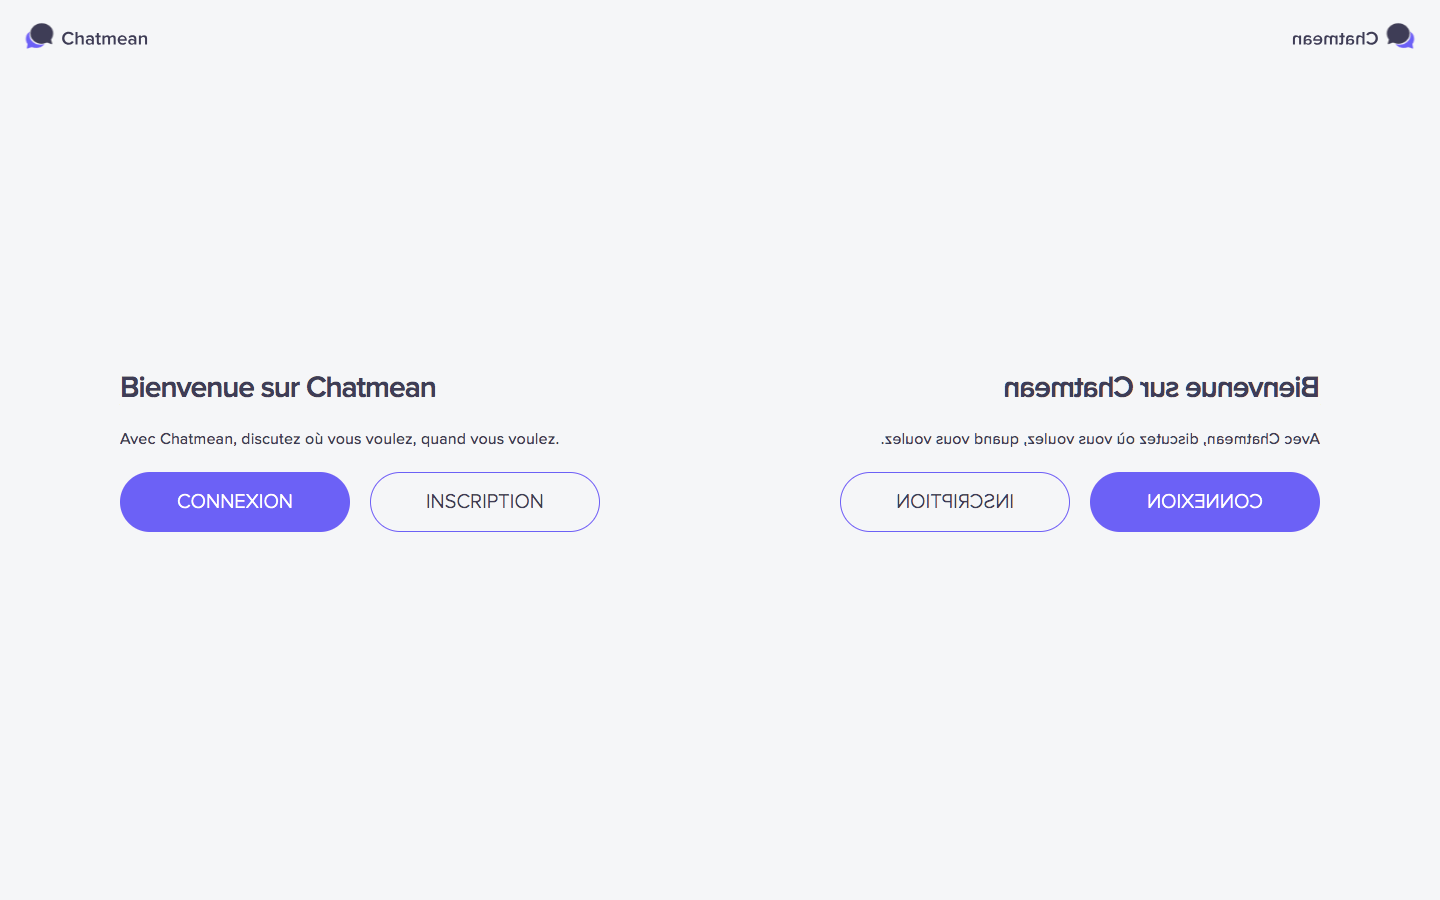 Chatmean
Chatmean
Bienvenue sur Chatmean
Avec Chatmean, discutez où vous voulez, quand vous voulez.
CONNEXION
INSCRIPTION
Bienvenue sur Chatmean
Avec Chatmean, discutez où vous voulez, quand vous voulez.
INSCRIPTION
CONNEXION